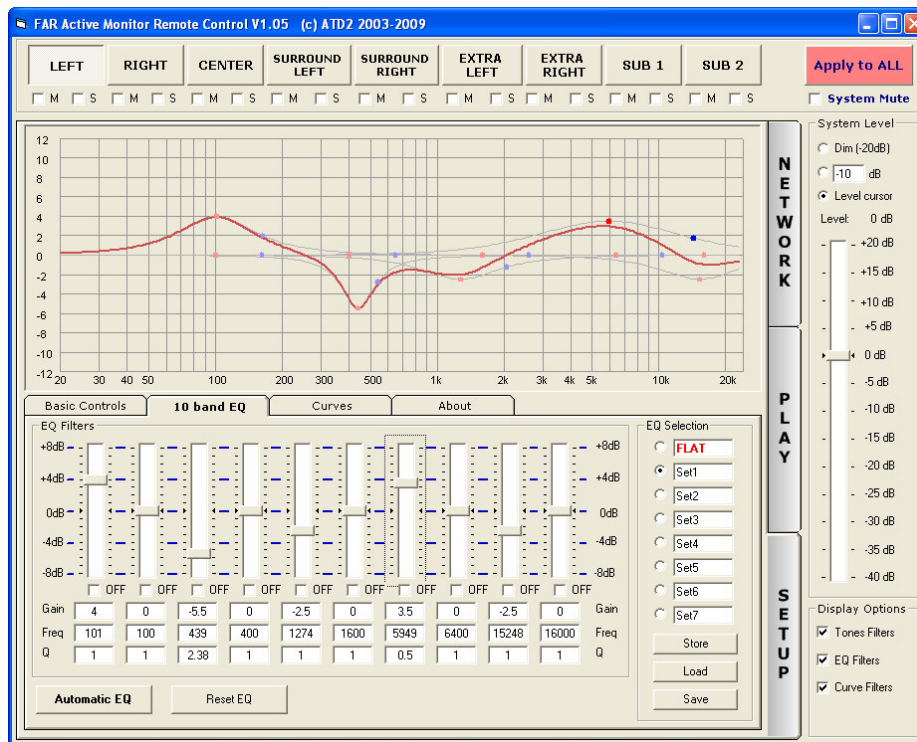 FAR Active Monitor Remote Control V1.05 (c) ATD2 2003-2009
LEFT RIGHT CENTER SURROUND LEFT SURROUND RIGHT EXTRA LEFT EXTRA RIGHT SUB 1 SUB 2 Apply to ALL
M S M S M S M S M S M S M S M S M S System Mute
12
10
8
6
4
2
0
-2
-4
-6
-8
-10
-12
20 30 40 50 100 200 300 500 1k 2k 3k 4k 5k 10k 20k
NETWORK
PLAY
SETUP
System Level
Dim (-20dB)
-10 dB
Level cursor
Level: 0 dB
+20 dB
+15 dB
+10 dB
+5 dB
0 dB
-5 dB
-10 dB
-15 dB
-20 dB
-25 dB
-30 dB
-35 dB
-40 dB
Display Options
Tones Filters
EQ Filters
Curve Filters
Basic Controls 10 band EQ Curves About
EQ Filters
+8dB +8dB
+4dB +4dB
0dB 0dB
-4dB -4dB
-8dB -8dB
OFF OFF OFF OFF OFF OFF OFF OFF OFF OFF
Gain 4 0 -5.5 0 -2.5 0 3.5 0 -2.5 0 Gain
Freq 101 100 439 400 1274 1600 5949 6400 15248 16000 Freq
Q 1 1 2.38 1 1 1 0.5 1 1 1 Q
Automatic EQ Reset EQ
EQ Selection
FLAT
Set1
Set2
Set3
Set4
Set5
Set6
Set7
Store
Load
Save